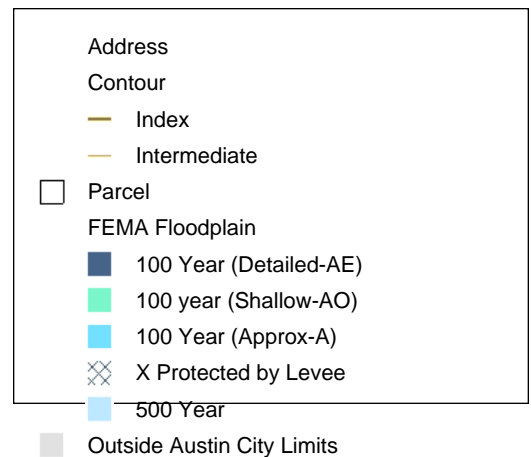 Address
Contour
Index
Intermediate
Parcel
FEMA Floodplain
100 Year (Detailed-AE)
100 year (Shallow-AO)
100 Year (Approx-A)
X Protected by Levee
500 Year
Outside Austin City Limits